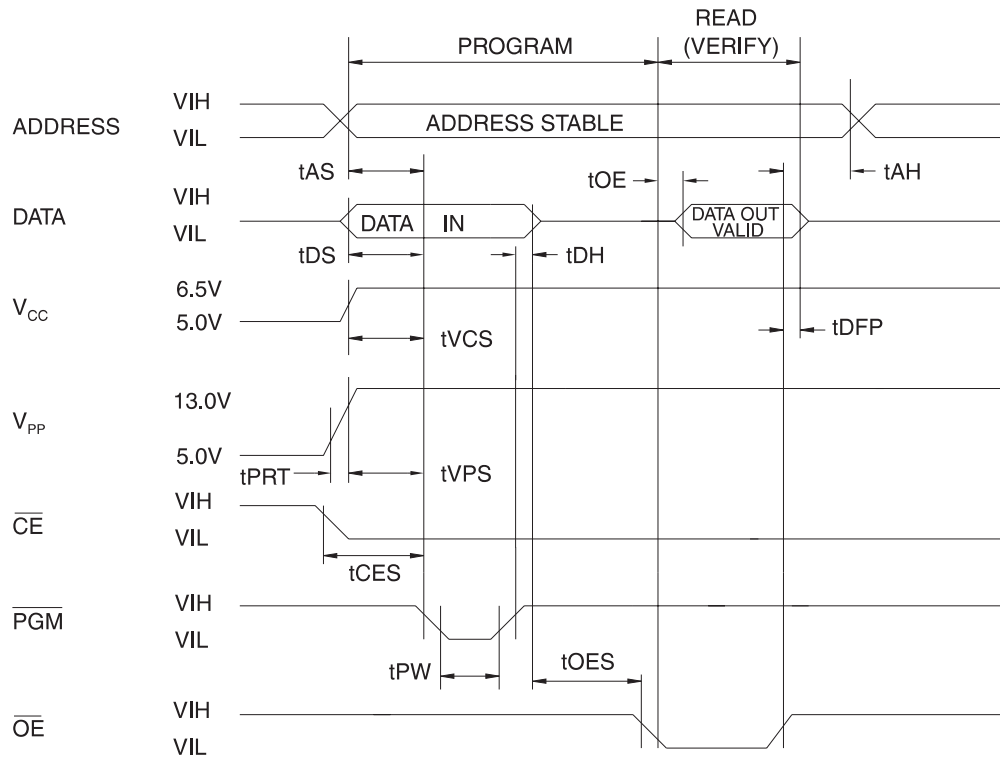 READ
PROGRAM (VERIFY)
VIH
ADDRESS ADDRESS STABLE
VIL
tAS tOE tAH
VIH
DATA DATA IN DATA OUT VALID
VIL
tDS tDH
6.5V
VCC
5.0V
tVCS tDFP
13.0V
VPP
5.0V
tPRT tVPS
VIH
CE
VIL
tCES
VIH
PGM
VIL
tPW tOES
VIH
OE
VIL